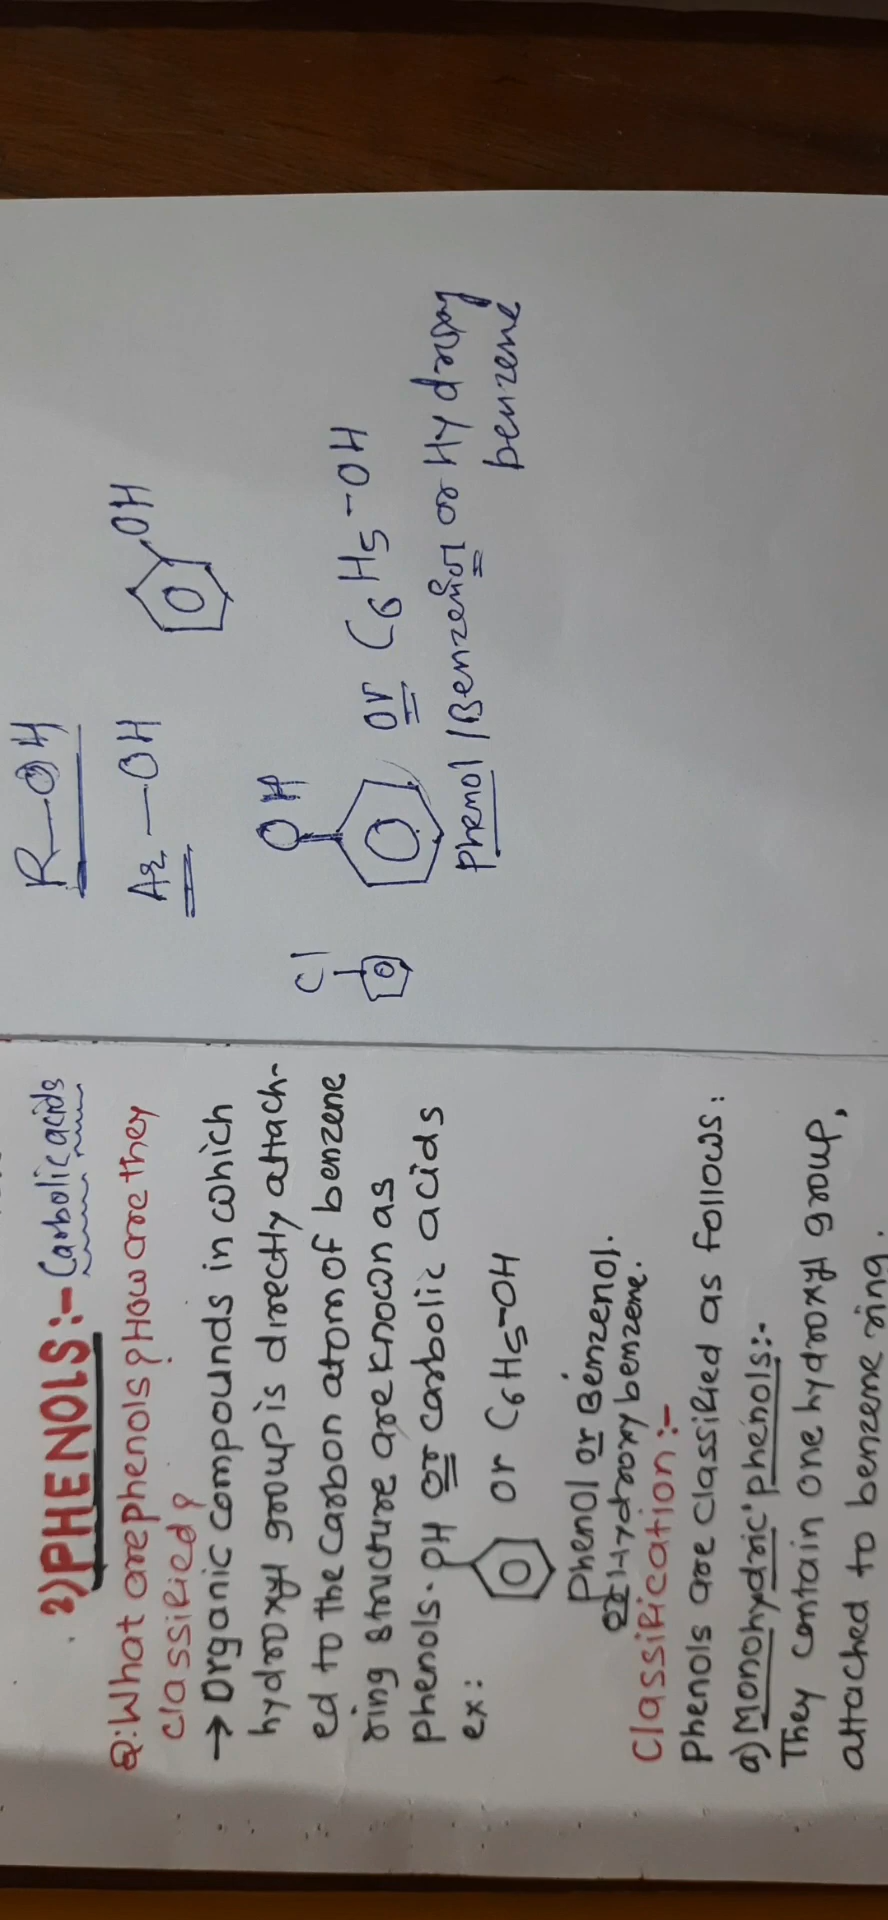 2) PHENOLS:- Carbolic acids
Q: What are phenols? How are they
classified?
→ Organic compounds in which
hydroxyl group is directly attach-
ed to the carbon atom of benzene
ring structure are known as
phenols. or carbolic acids
OH
ex: or C6H5-OH
Phenol or Benzenol.
or Hydroxy benzene.
Classification:-
Phenols are classified as follows:
a) Monohydric phenols:-
They contain one hydroxyl group,
attached to benzene ring.
R-OH
Ar-OH
OH
Cl
OH
or C6H5-OH
Phenol / Benzenol or Hydroxy
benzene